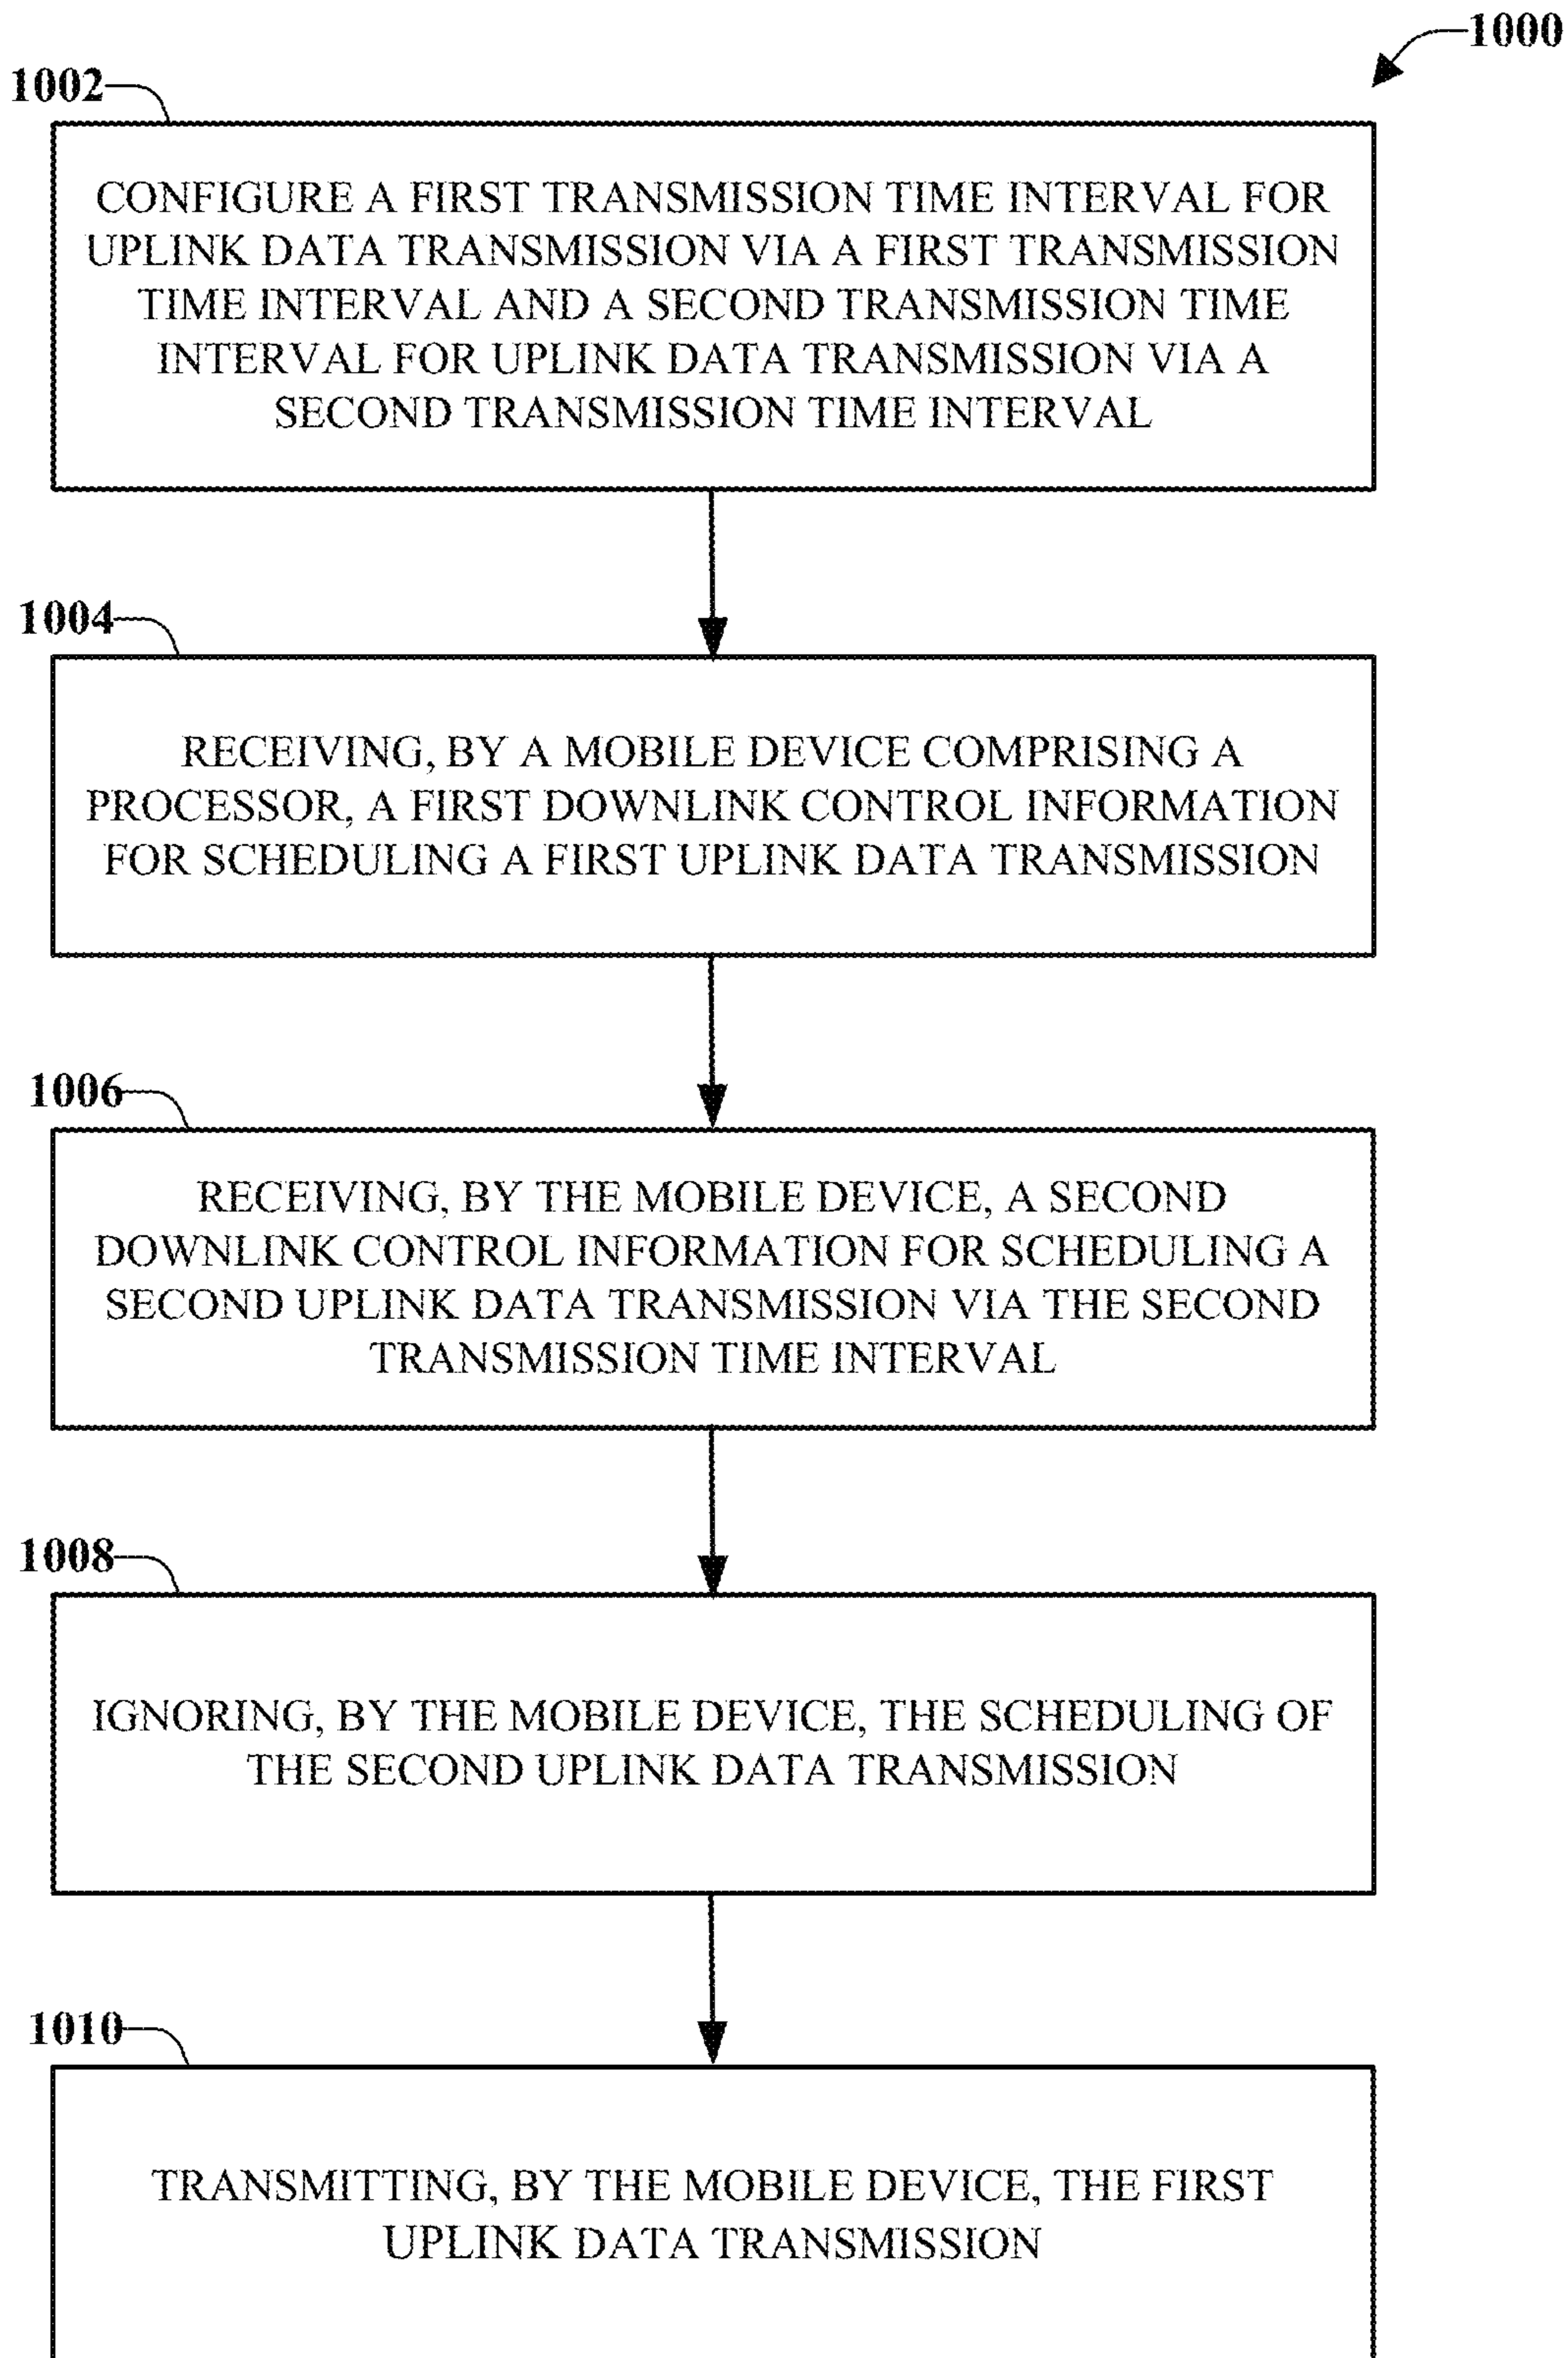 1000
1002
CONFIGURE A FIRST TRANSMISSION TIME INTERVAL FOR
UPLINK DATA TRANSMISSION VIA A FIRST TRANSMISSION
TIME INTERVAL AND A SECOND TRANSMISSION TIME
INTERVAL FOR UPLINK DATA TRANSMISSION VIA A
SECOND TRANSMISSION TIME INTERVAL
1004
RECEIVING, BY A MOBILE DEVICE COMPRISING A
PROCESSOR, A FIRST DOWNLINK CONTROL INFORMATION
FOR SCHEDULING A FIRST UPLINK DATA TRANSMISSION
1006
RECEIVING, BY THE MOBILE DEVICE, A SECOND
DOWNLINK CONTROL INFORMATION FOR SCHEDULING A
SECOND UPLINK DATA TRANSMISSION VIA THE SECOND
TRANSMISSION TIME INTERVAL
1008
IGNORING, BY THE MOBILE DEVICE, THE SCHEDULING OF
THE SECOND UPLINK DATA TRANSMISSION
1010
TRANSMITTING, BY THE MOBILE DEVICE, THE FIRST
UPLINK DATA TRANSMISSION